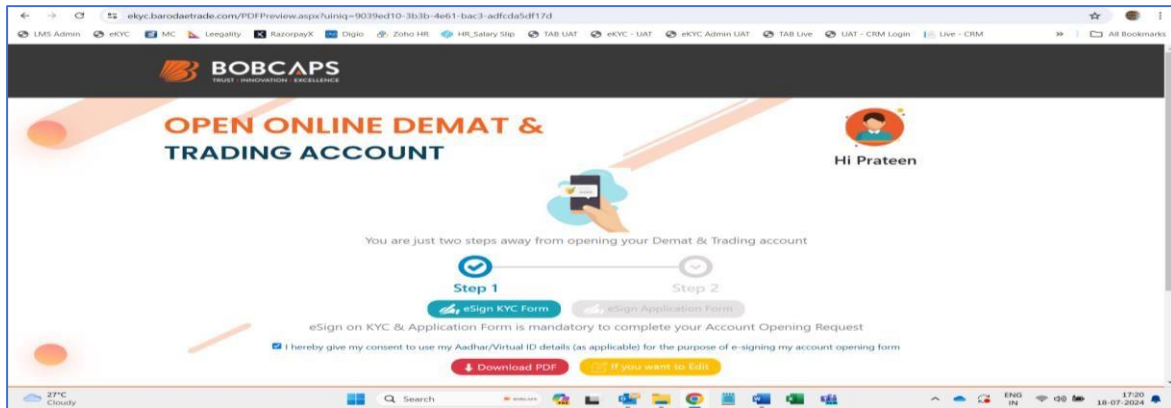 ekyc.barodaetrade.com/PDFPreview.aspx?uiniq=9039ed10-3b3b-4e61-bac3-adfcda5df17d
LMS Admin eKYC MC Leegality RazorpayX Digio Zoho HR HR_Salary Slip TAB UAT eKYC - UAT eKYC Admin UAT TAB Live UAT - CRM Login Live - CRM » All Bookmarks
BOBCAPS
TRUST · INNOVATION · EXCELLENCE
OPEN ONLINE DEMAT &
TRADING ACCOUNT
Hi Prateen
You are just two steps away from opening your Demat & Trading account
Step 1 Step 2
eSign KYC Form eSign Application Form
eSign on KYC & Application Form is mandatory to complete your Account Opening Request
I hereby give my consent to use my Aadhar/Virtual ID details (as applicable) for the purpose of e-signing my account opening form
Download PDF If you want to Edit
27°C Search ENG 17:20
Cloudy IN 18-07-2024